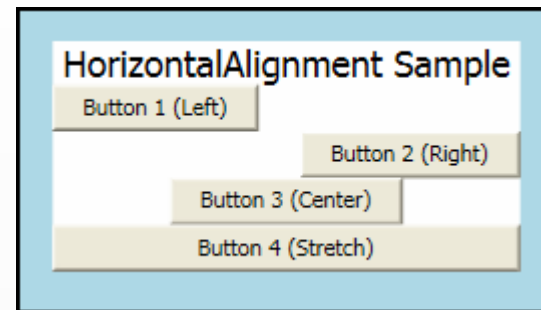 HorizontalAlignment Sample
Button 1 (Left)
Button 2 (Right)
Button 3 (Center)
Button 4 (Stretch)